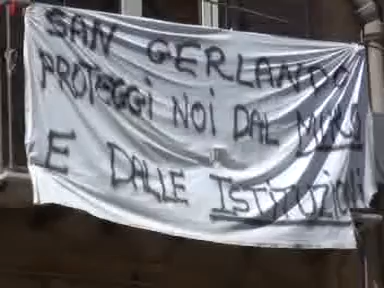 SAN GERLANDO
PROTEGGI NOI DAL MURO
E DALLE ISTITUZIONI